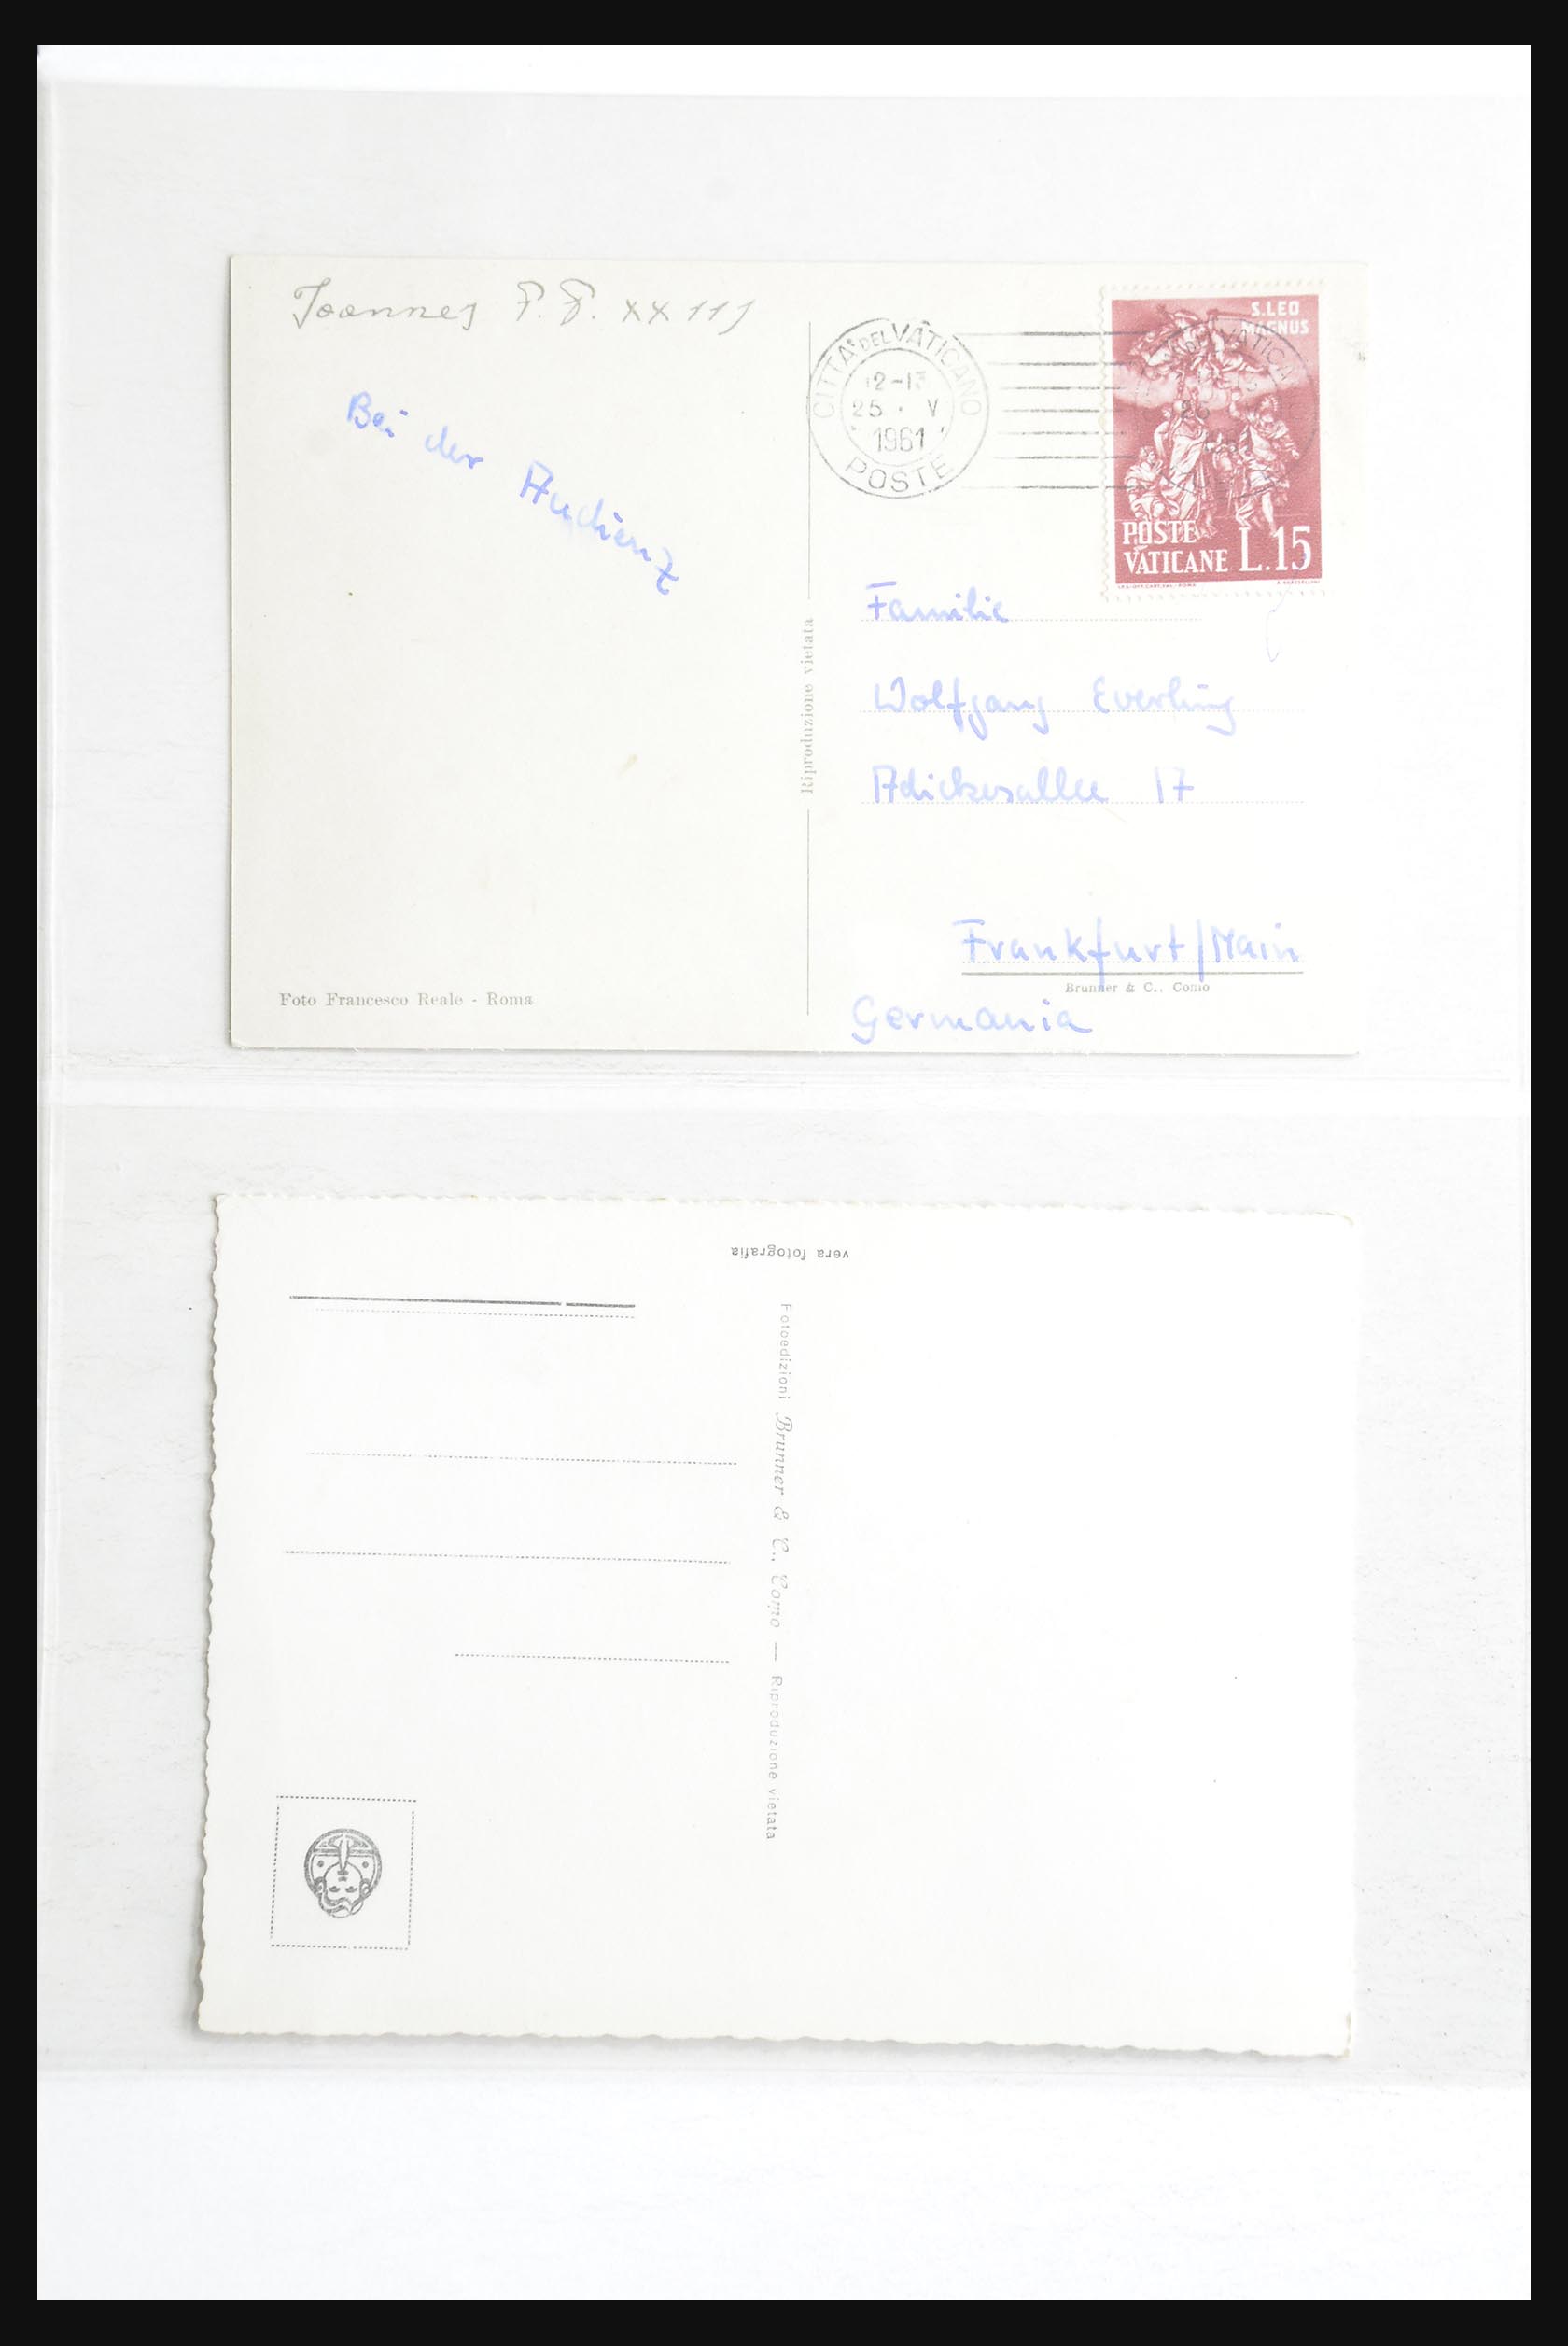 Joannes P.P. XXIII
Bei der Audienz
CITTA' DEL VATICANO
12-13
25 · V
1961
POSTE
S.LEO
MAGNUS
POSTE
VATICANE L.15
Riproduzione vietata
Familie
Wolfgang Everling
Adickesallee 17
Frankfurt/Main
Brunner & C., Como
Germania
Foto Francesco Reale - Roma
vera fotografia
Fotoedizioni Brunner & C., Como — Riproduzione vietata